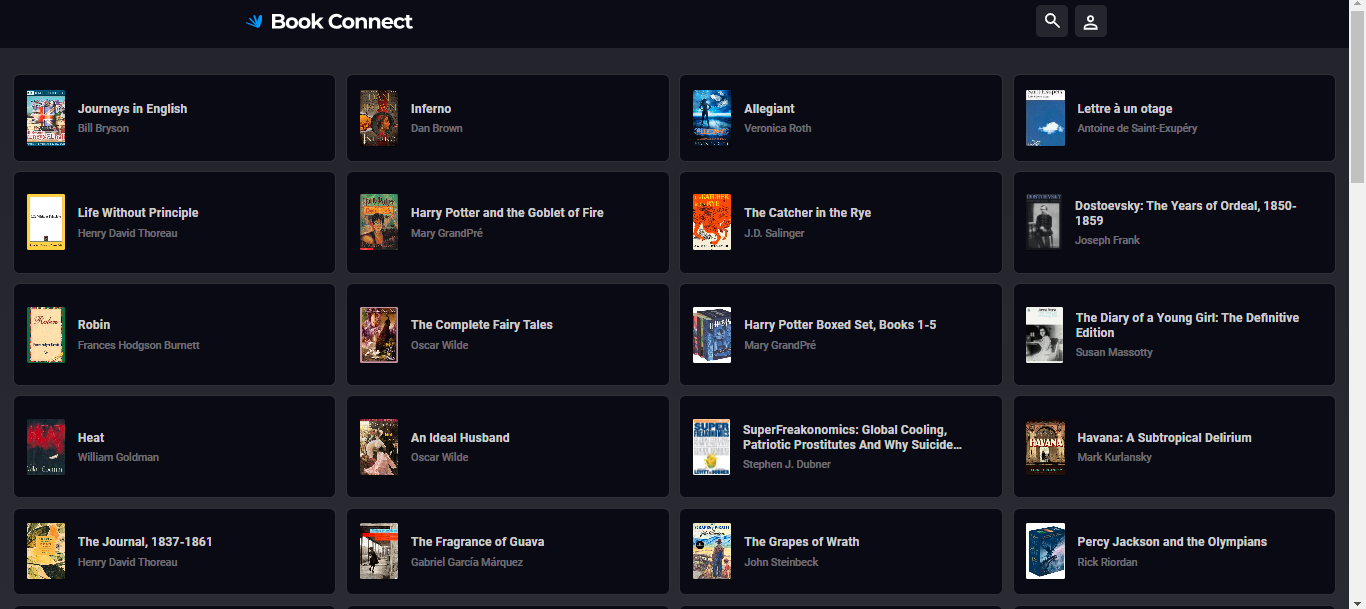 Book Connect
Journeys in English
Bill Bryson
Inferno
Dan Brown
Allegiant
Veronica Roth
Lettre à un otage
Antoine de Saint-Exupéry
Life Without Principle
Henry David Thoreau
Harry Potter and the Goblet of Fire
Mary GrandPré
The Catcher in the Rye
J.D. Salinger
Dostoevsky: The Years of Ordeal, 1850-
1859
Joseph Frank
Robin
Frances Hodgson Burnett
The Complete Fairy Tales
Oscar Wilde
Harry Potter Boxed Set, Books 1-5
Mary GrandPré
The Diary of a Young Girl: The Definitive
Edition
Susan Massotty
Heat
William Goldman
An Ideal Husband
Oscar Wilde
SuperFreakonomics: Global Cooling,
Patriotic Prostitutes And Why Suicide…
Stephen J. Dubner
Havana: A Subtropical Delirium
Mark Kurlansky
The Journal, 1837-1861
Henry David Thoreau
The Fragrance of Guava
Gabriel García Márquez
The Grapes of Wrath
John Steinbeck
Percy Jackson and the Olympians
Rick Riordan